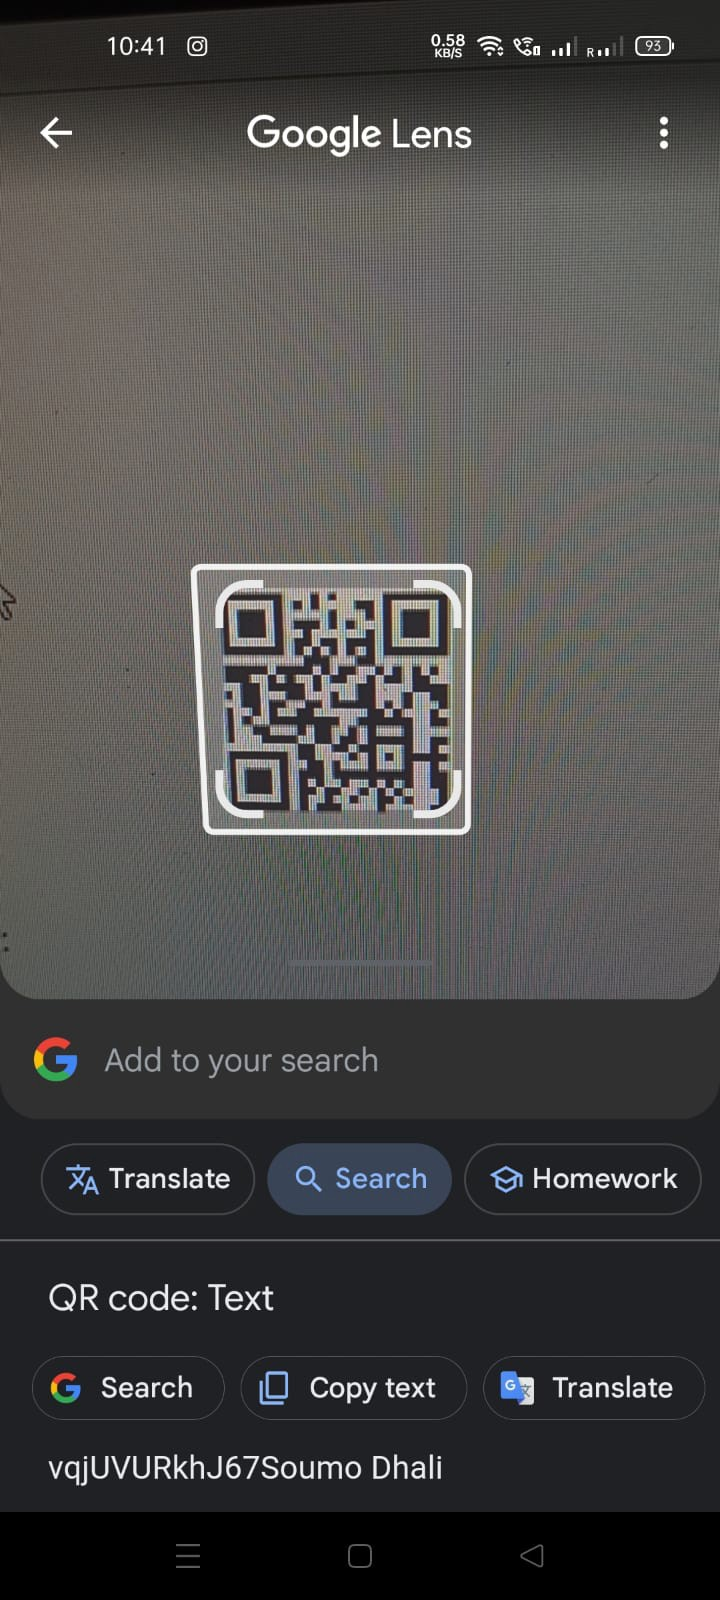 10:41
0.58
KB/S
R
93
Google Lens
Add to your search
Translate
Search
Homework
QR code: Text
Search
Copy text
Translate
vqjUVURkhJ67Soumo Dhali